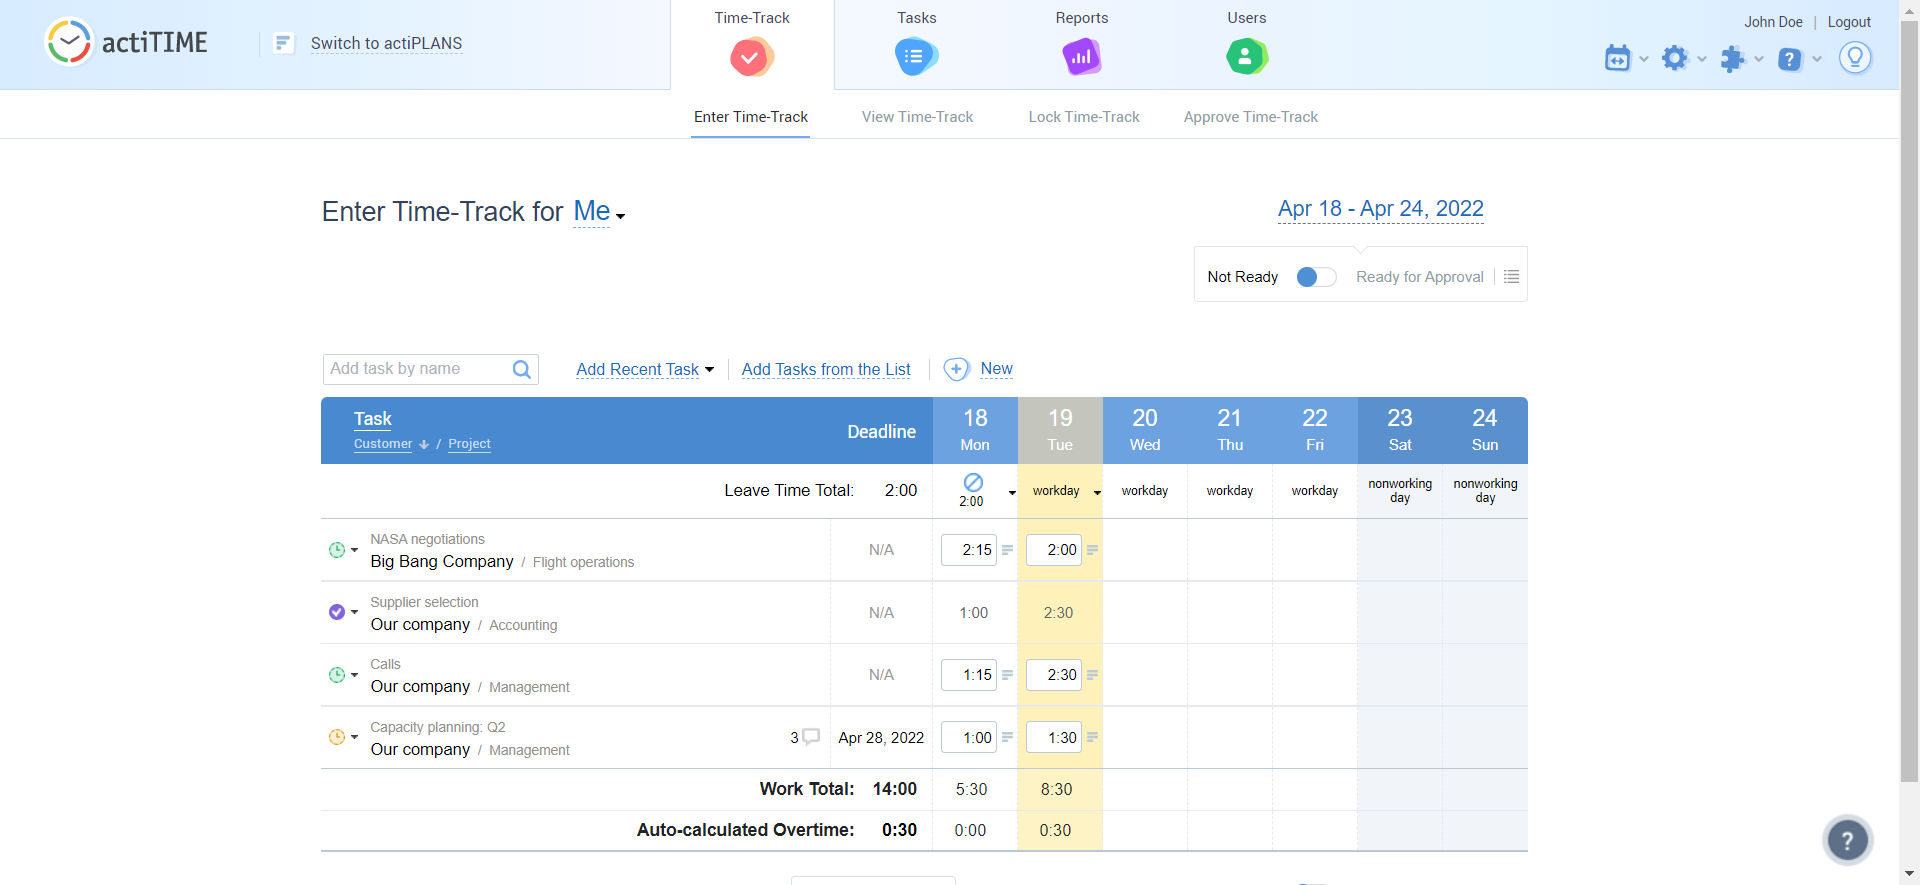 actiTIME
Switch to actiPLANS
Time-Track
Tasks
Reports
Users
John Doe | Logout
Enter Time-Track
View Time-Track
Lock Time-Track
Approve Time-Track
Enter Time-Track for Me
Apr 18 - Apr 24, 2022
Not Ready
Ready for Approval
Add task by name
Add Recent Task
Add Tasks from the List
New
Task
Customer / Project
Deadline
18 Mon
19 Tue
20 Wed
21 Thu
22 Fri
23 Sat
24 Sun
Leave Time Total: 2:00
2:00
workday
workday
workday
workday
nonworking day
nonworking day
NASA negotiations
Big Bang Company / Flight operations
N/A 2:15 2:00
Supplier selection
Our company / Accounting
N/A 1:00 2:30
Calls
Our company / Management
N/A 1:15 2:30
Capacity planning: Q2
Our company / Management
3 Apr 28, 2022 1:00 1:30
Work Total: 14:00 5:30 8:30
Auto-calculated Overtime: 0:30 0:00 0:30
?